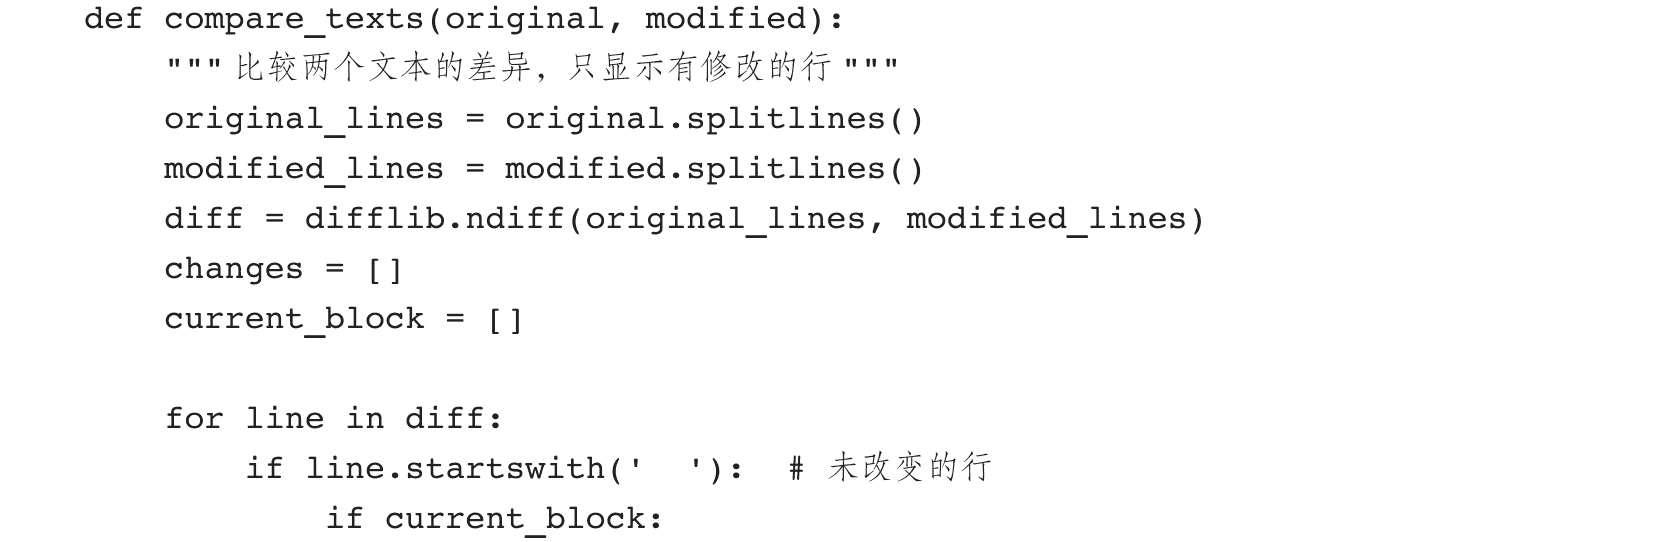 def compare_texts(original, modified):
    """ 比较两个文本的差异，只显示有修改的行 """
    original_lines = original.splitlines()
    modified_lines = modified.splitlines()
    diff = difflib.ndiff(original_lines, modified_lines)
    changes = []
    current_block = []

    for line in diff:
        if line.startswith('  '):  # 未改变的行
            if current_block: